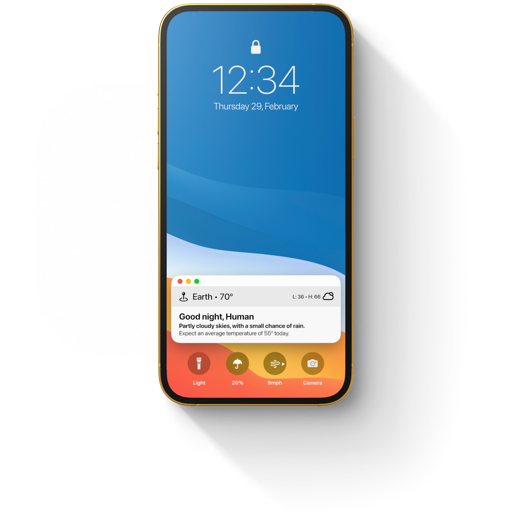 12:34
Thursday 29, February
Earth • 70°
L: 36 • H: 66
Good night, Human
Partly cloudy skies, with a small chance of rain.
Expect an average temperature of 55° today.
Light
20%
9mph
Camera